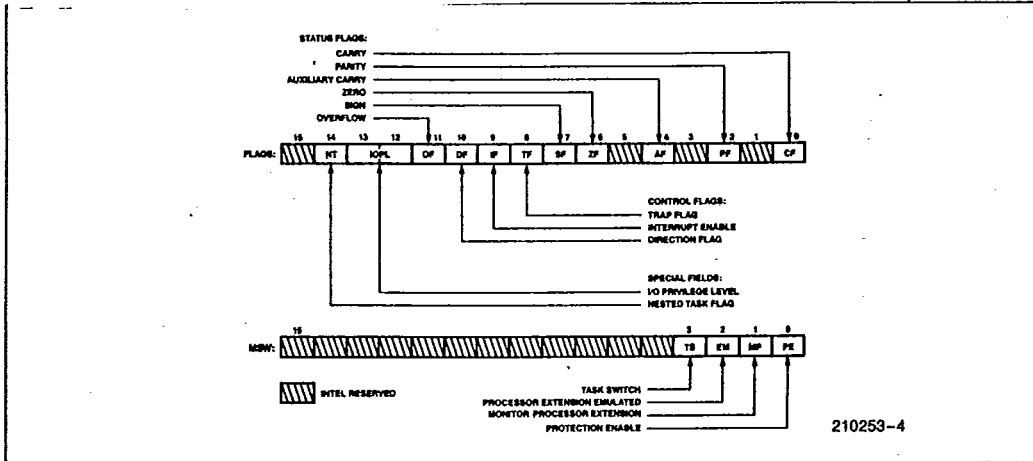 STATUS FLAGS:
CARRY
PARITY
AUXILIARY CARRY
ZERO
SIGN
OVERFLOW
15 14 13 12 11 10 9 8 7 6 5 4 3 2 1 0
FLAGS: NT IOPL OF DF IF TF SF ZF AF PF CF
CONTROL FLAGS:
TRAP FLAG
INTERRUPT ENABLE
DIRECTION FLAG
SPECIAL FIELDS:
I/O PRIVILEGE LEVEL
NESTED TASK FLAG
15 3 2 1 0
MSW: TS EM MP PE
INTEL RESERVED
TASK SWITCH
PROCESSOR EXTENSION EMULATED
MONITOR PROCESSOR EXTENSION
PROTECTION ENABLE
210253-4